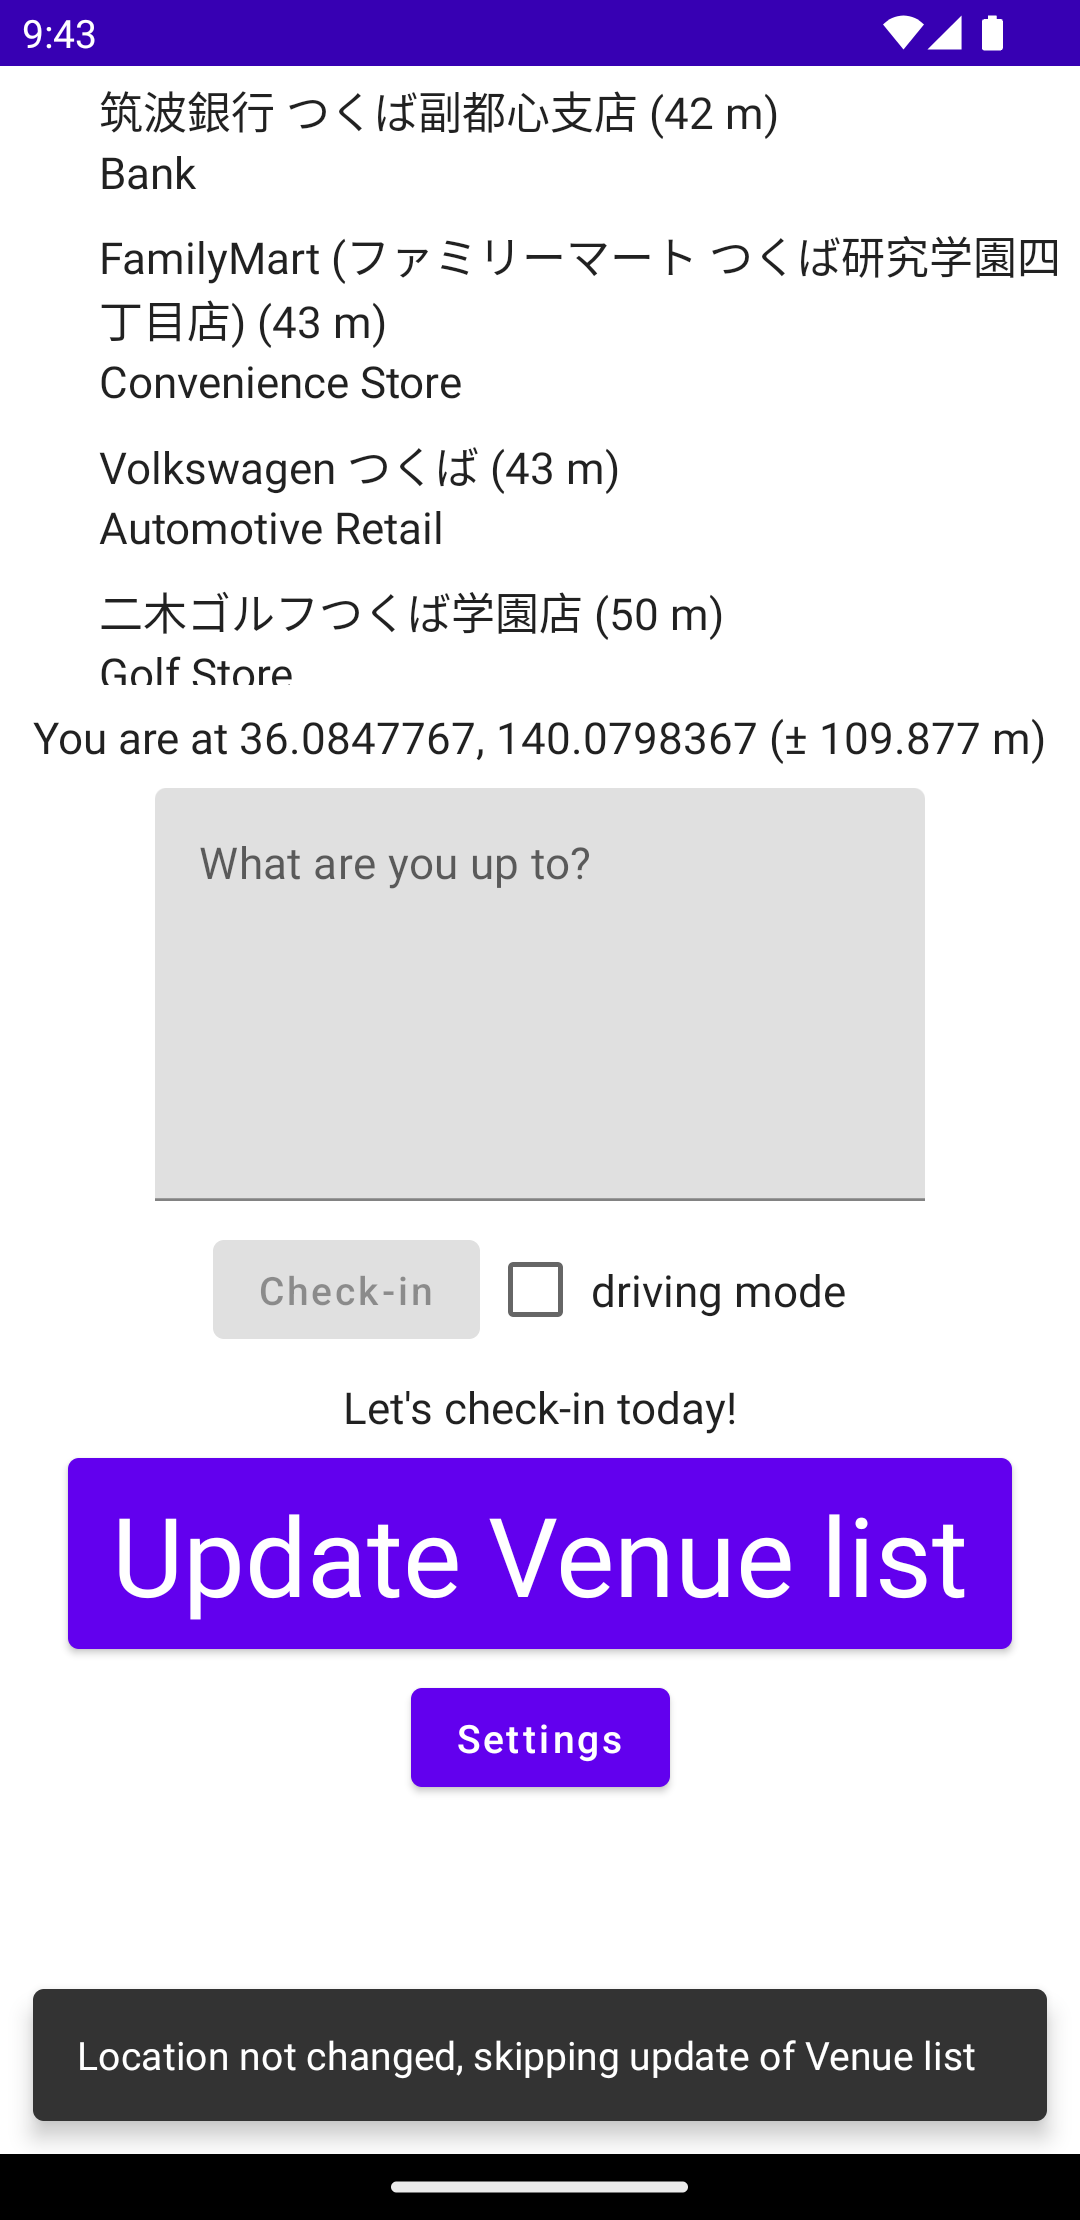 9:43
筑波銀行 つくば副都心支店 (42 m)
Bank
FamilyMart (ファミリーマート つくば研究学園四
丁目店) (43 m)
Convenience Store
Volkswagen つくば (43 m)
Automotive Retail
二木ゴルフつくば学園店 (50 m)
Golf Store
You are at 36.0847767, 140.0798367 (± 109.877 m)
What are you up to?
Check-in
driving mode
Let's check-in today!
Update Venue list
Settings
Location not changed, skipping update of Venue list